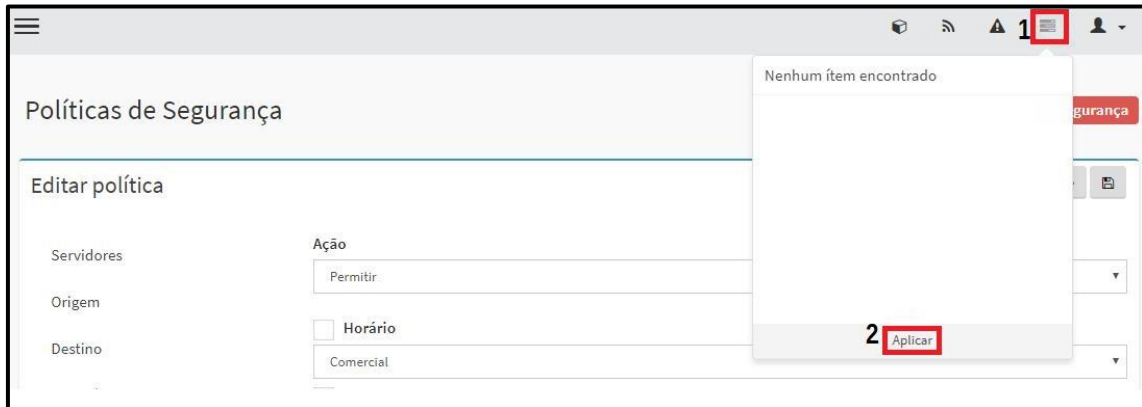 1
Nenhum ítem encontrado
Políticas de Segurança
gurança
Editar política
Servidores
Ação
Permitir
Origem
Horário
Destino
Comercial
2 Aplicar